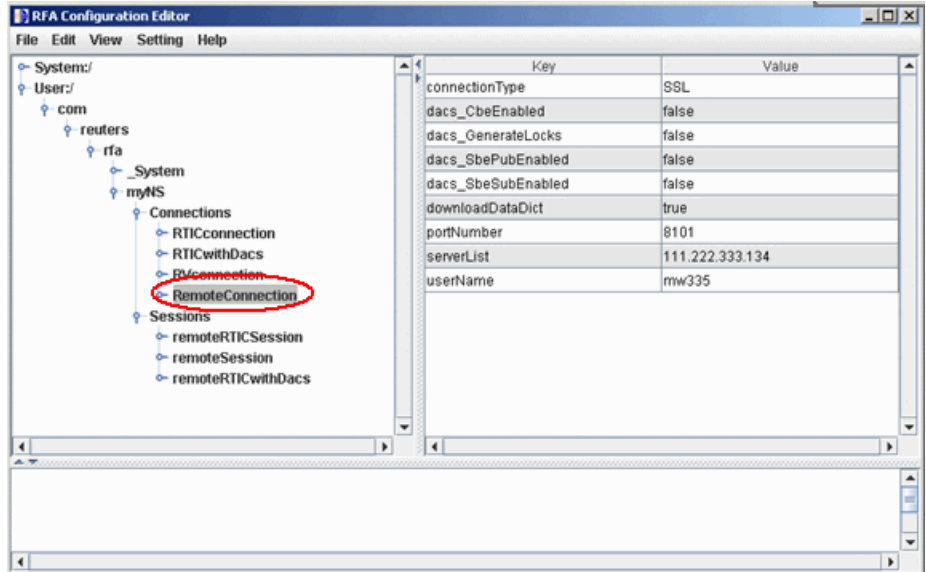 RFA Configuration Editor
File Edit View Setting Help
System:/
User:/
com
reuters
rfa
_System
myNS
Connections
RTICconnection
RTICwithDacs
RVconnection
RemoteConnection
Sessions
remoteRTICSession
remoteSession
remoteRTICwithDacs
Key Value
connectionType SSL
dacs_CbeEnabled false
dacs_GenerateLocks false
dacs_SbePubEnabled false
dacs_SbeSubEnabled false
downloadDataDict true
portNumber 8101
serverList 111.222.333.134
userName mw335